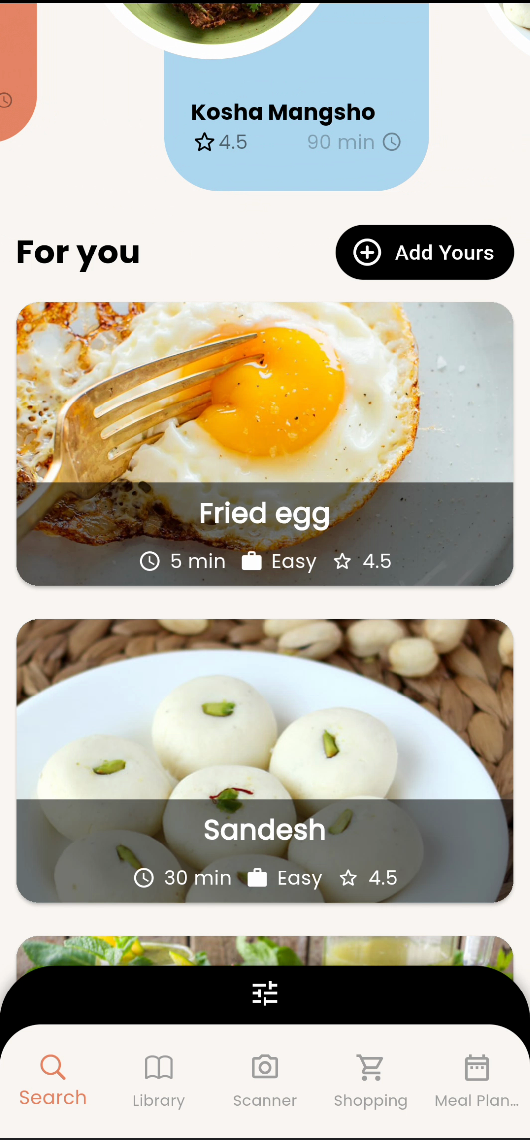 Kosha Mangsho
4.5 90 min
For you
Add Yours
Fried egg
5 min Easy 4.5
Sandesh
30 min Easy 4.5
Search Library Scanner Shopping Meal Plan...